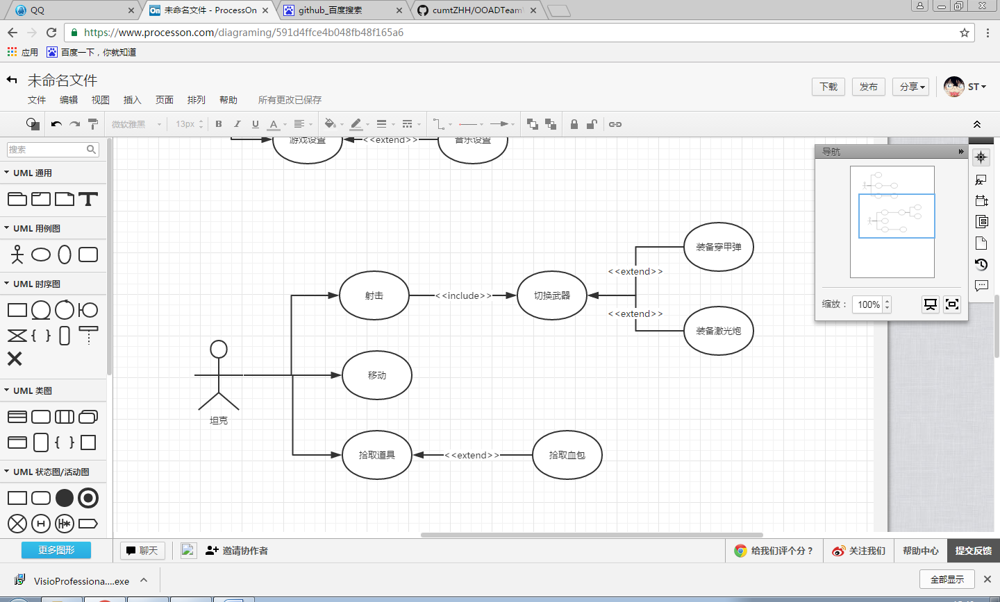 QQ
未命名文件 - ProcessOn
github_百度搜索
cumtZHH/OOADTeam
https://www.processon.com/diagraming/591d4ffce4b048fb48f165a6
应用
百度一下，你就知道
未命名文件
文件 编辑 视图 插入 页面 排列 帮助 所有更改已保存
下载 发布 分享 ST
微软雅黑 13px B I U A
搜索
UML 通用
UML 用例图
UML 时序图
UML 类图
UML 状态图/活动图
更多图形
游戏设置
<<extend>>
音乐设置
装备穿甲弹
<<extend>>
射击
<<include>>
切换武器
<<extend>>
装备激光炮
移动
坦克
拾取道具
<<extend>>
拾取血包
导航
缩放：
100%
聊天
邀请协作者
给我们评个分？
关注我们
帮助中心
提交反馈
VisioProfessiona....exe
全部显示